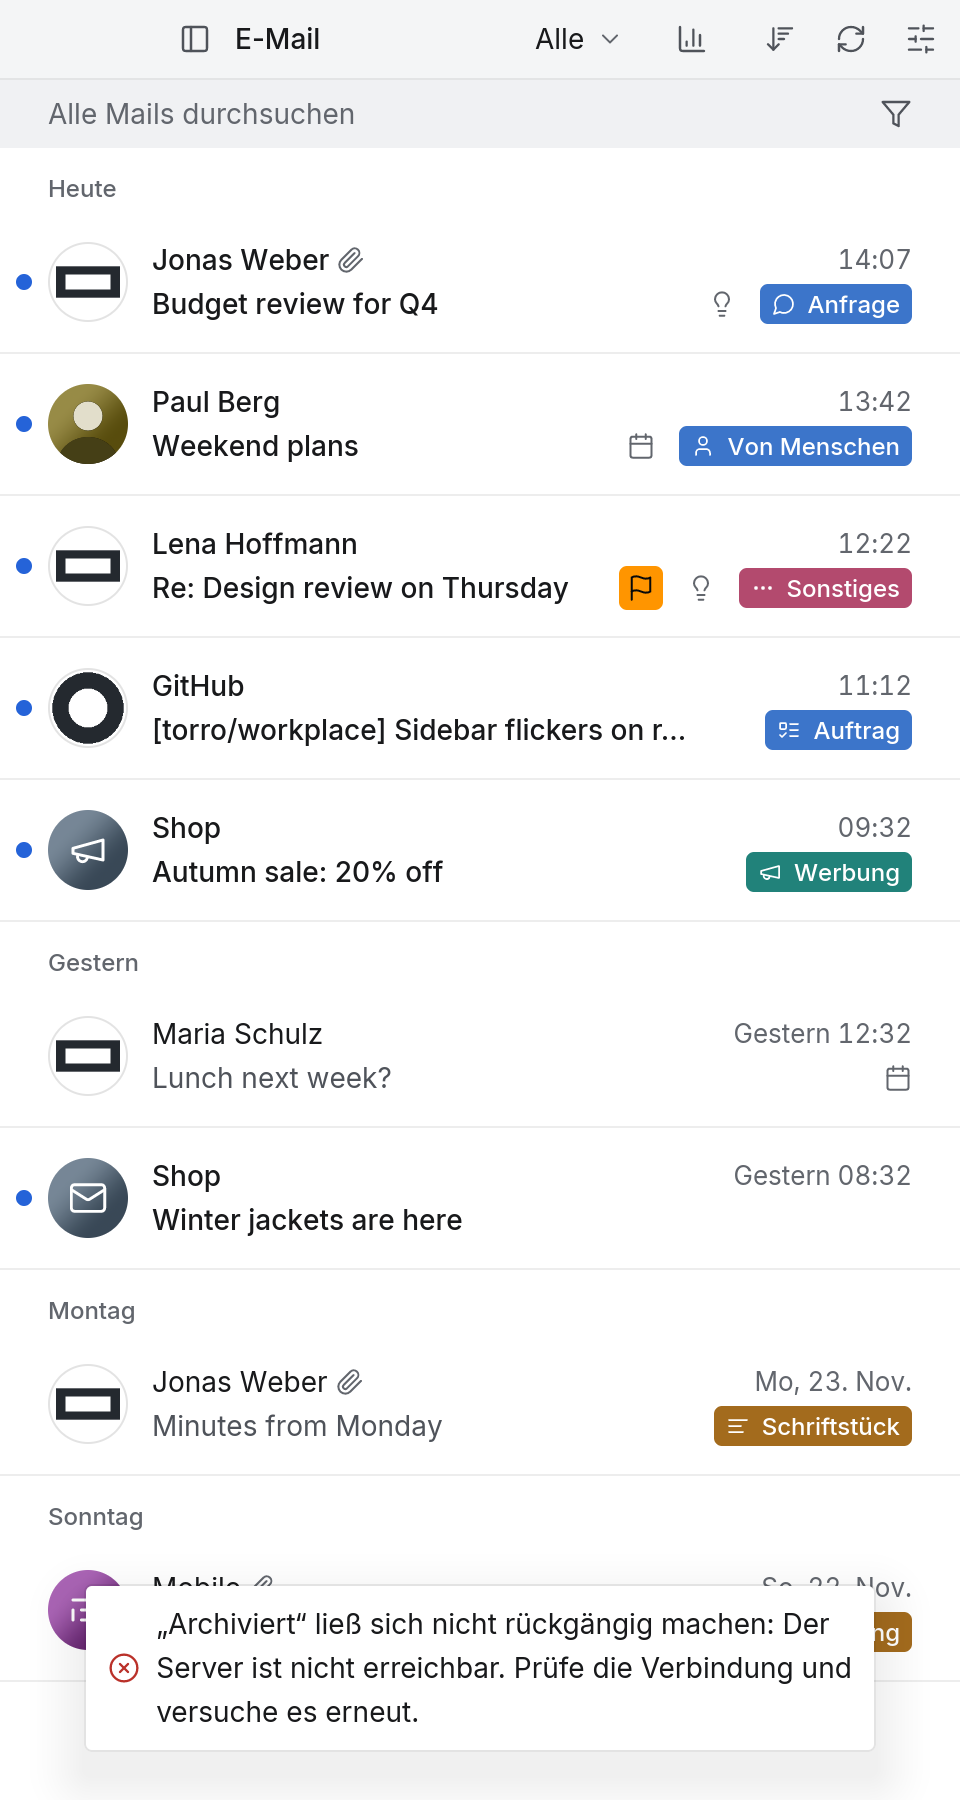 E-Mail
Alle
Alle Mails durchsuchen
Heute
Jonas Weber 14:07
Budget review for Q4 Anfrage
Paul Berg 13:42
Weekend plans Von Menschen
Lena Hoffmann 12:22
Re: Design review on Thursday Sonstiges
GitHub 11:12
[torro/workplace] Sidebar flickers on r... Auftrag
Shop 09:32
Autumn sale: 20% off Werbung
Gestern
Maria Schulz Gestern 12:32
Lunch next week?
Shop Gestern 08:32
Winter jackets are here
Montag
Jonas Weber Mo, 23. Nov.
Minutes from Monday Schriftstück
Sonntag
Mobile So, 22. Nov.
„Archiviert“ ließ sich nicht rückgängig machen: Der
Server ist nicht erreichbar. Prüfe die Verbindung und
versuche es erneut.